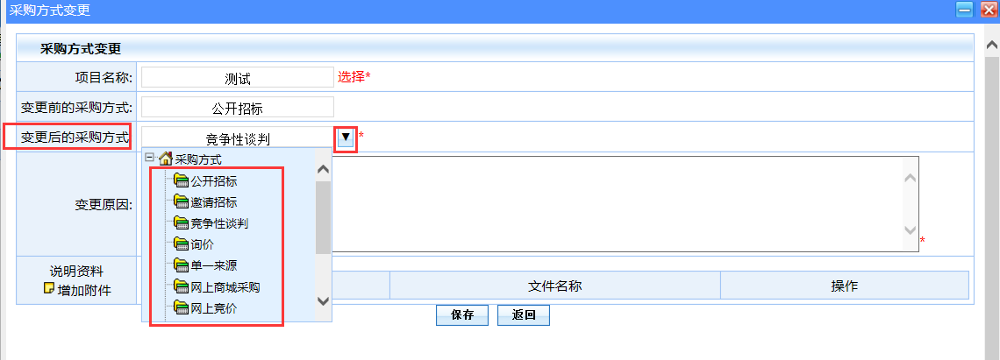 采购方式变更
采购方式变更
项目名称:
测试
选择*
变更前的采购方式:
公开招标
变更后的采购方式
竞争性谈判
*
采购方式
公开招标
邀请招标
竞争性谈判
询价
单一来源
网上商城采购
网上竞价
变更原因:
*
说明资料
增加附件
文件名称
操作
保存
返回